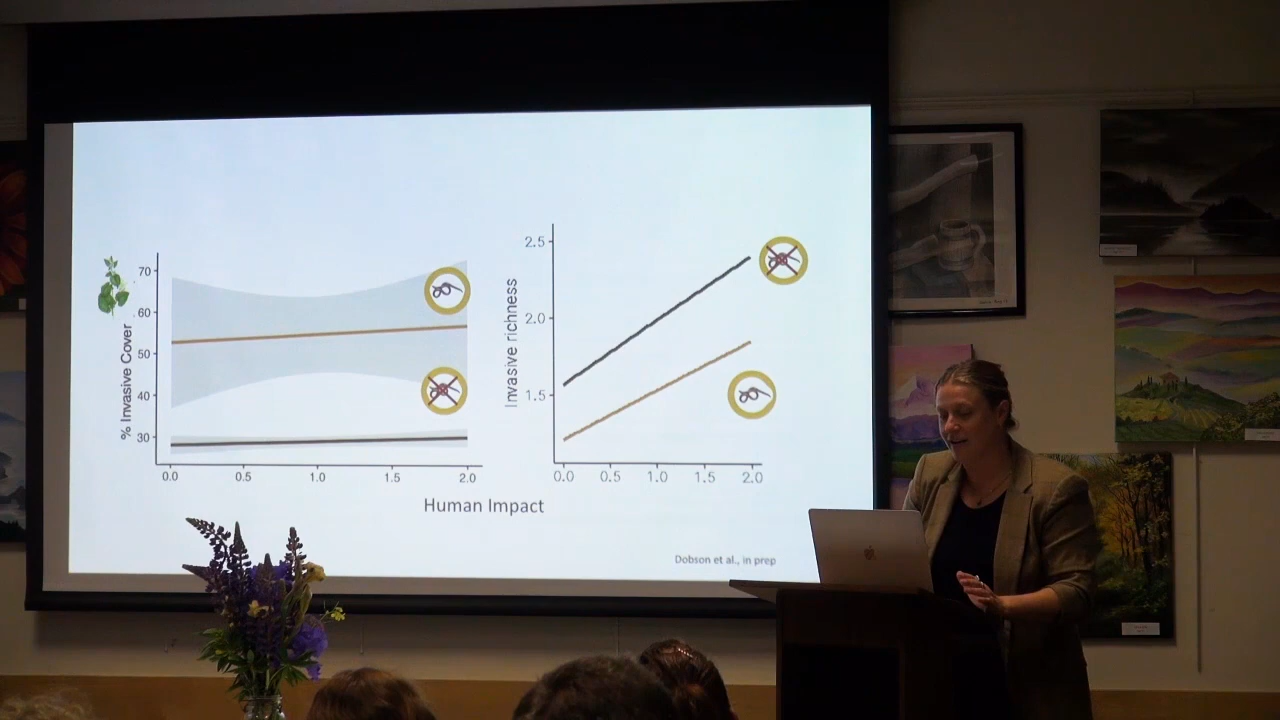 % Invasive Cover
70
60
50
40
30
0.0 0.5 1.0 1.5 2.0
Invasive richness
2.5
2.0
1.5
0.0 0.5 1.0 1.5 2.0
Human Impact
Dobson et al., in prep